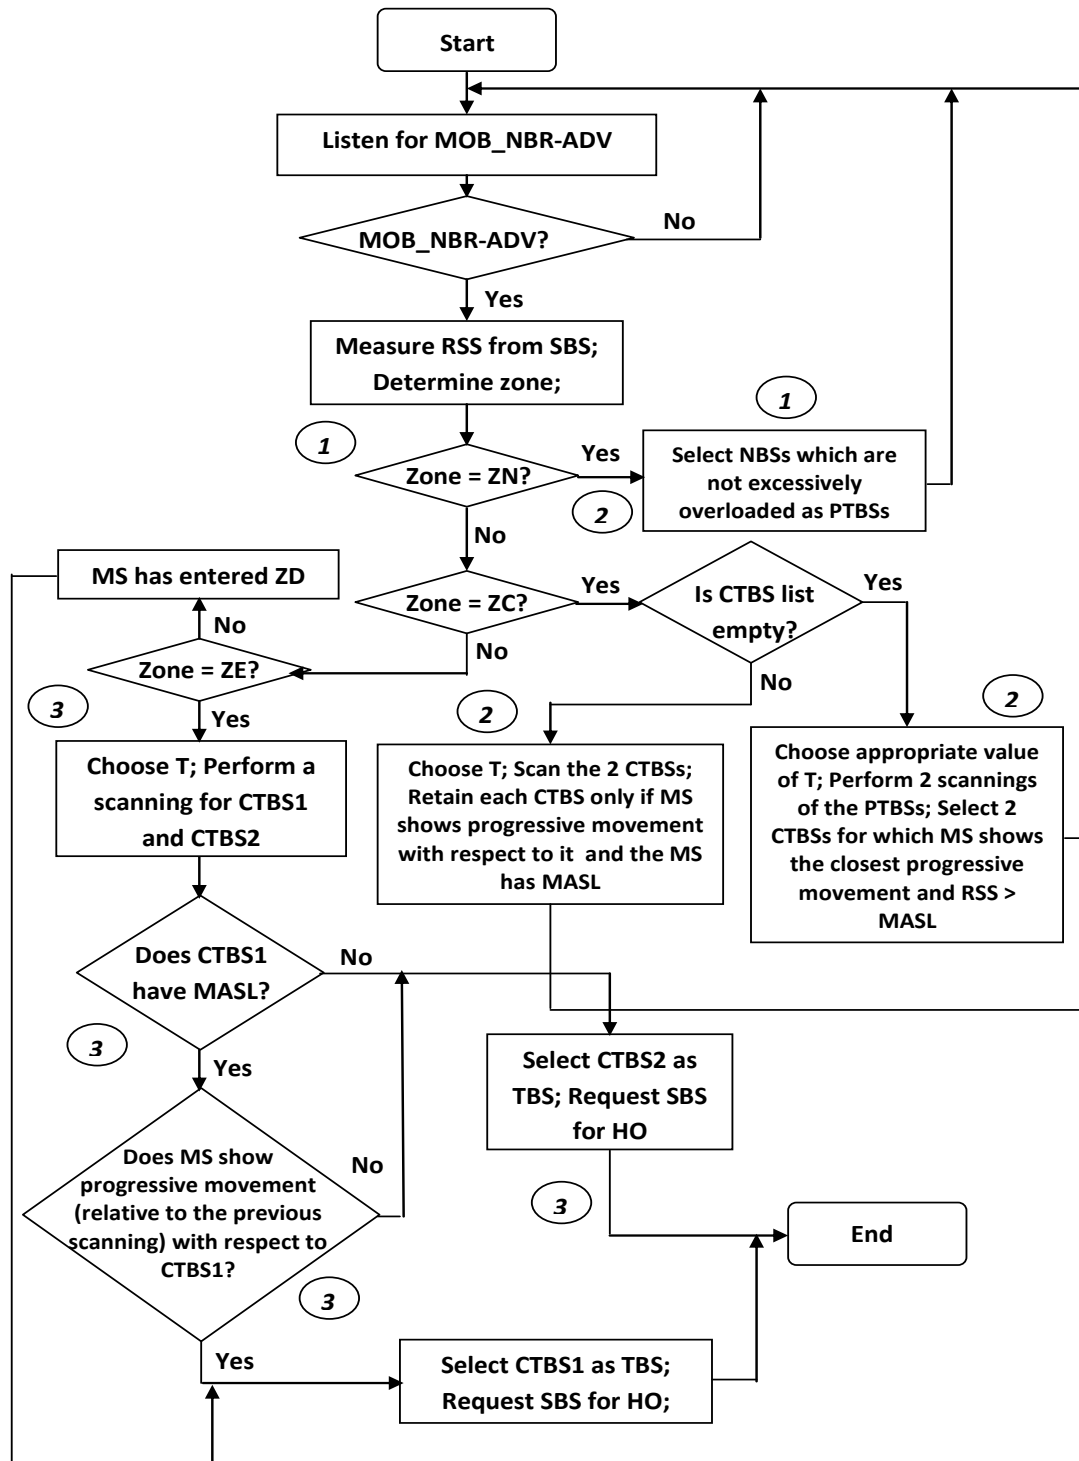 Start
Listen for MOB_NBR-ADV
MOB_NBR-ADV?
No
Yes
Measure RSS from SBS;
Determine zone;
1
1
Zone = ZN?
Yes
2
Select NBSs which are
not excessively
overloaded as PTBSs
No
MS has entered ZD
Zone = ZC?
Yes
Is CTBS list
empty?
Yes
No
No
Zone = ZE?
No
3
Yes
2
2
Choose T; Perform a
scanning for CTBS1
and CTBS2
Choose T; Scan the 2 CTBSs;
Retain each CTBS only if MS
shows progressive movement
with respect to it and the MS
has MASL
Choose appropriate value
of T; Perform 2 scannings
of the PTBSs; Select 2
CTBSs for which MS shows
the closest progressive
movement and RSS >
MASL
Does CTBS1
have MASL?
No
3
Yes
Select CTBS2 as
TBS; Request SBS
for HO
Does MS show
progressive movement
(relative to the previous
scanning) with respect to
CTBS1?
No
3
End
3
Yes
Select CTBS1 as TBS;
Request SBS for HO;